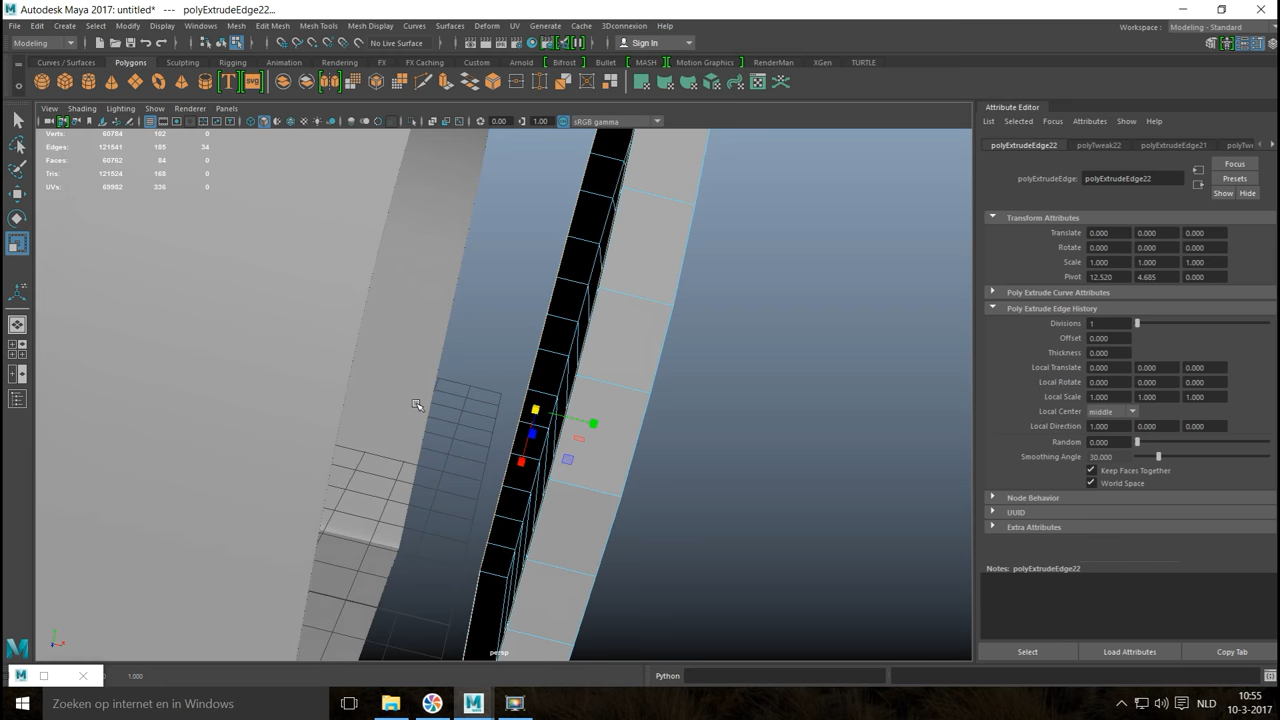 Autodesk Maya 2017: untitled* --- polyExtrudeEdge22...
File Edit Create Select Modify Display Windows Mesh Edit Mesh Mesh Tools Mesh Display Curves Surfaces Deform UV Generate Cache 3Dconnexion Help
Workspace : Modeling - Standard
Modeling No Live Surface Sign In
Curves / Surfaces Polygons Sculpting Rigging Animation Rendering FX FX Caching Custom Arnold Bifrost Bullet MASH Motion Graphics RenderMan XGen TURTLE
T SVG
View Shading Lighting Show Renderer Panels
0.00 1.00 sRGB gamma
Verts: 60784 102 0
Edges: 121541 185 34
Faces: 60762 84 0
Tris: 121524 168 0
UVs: 69982 336 0
persp
Attribute Editor
List Selected Focus Attributes Show Help
polyExtrudeEdge22 polyTweak22 polyExtrudeEdge21 polyTwe
Focus
polyExtrudeEdge: polyExtrudeEdge22 Presets
Show Hide
Transform Attributes
Translate 0.000 0.000 0.000
Rotate 0.000 0.000 0.000
Scale 1.000 1.000 1.000
Pivot 12.520 4.685 0.000
Poly Extrude Curve Attributes
Poly Extrude Edge History
Divisions 1
Offset 0.000
Thickness 0.000
Local Translate 0.000 0.000 0.000
Local Rotate 0.000 0.000 0.000
Local Scale 1.000 1.000 1.000
Local Center middle
Local Direction 1.000 0.000 0.000
Random 0.000
Smoothing Angle 30.000
Keep Faces Together
World Space
Node Behavior
UUID
Extra Attributes
Notes: polyExtrudeEdge22
Select Load Attributes Copy Tab
1.000 Python
Zoeken op internet en in Windows
NLD
10:55
10-3-2017